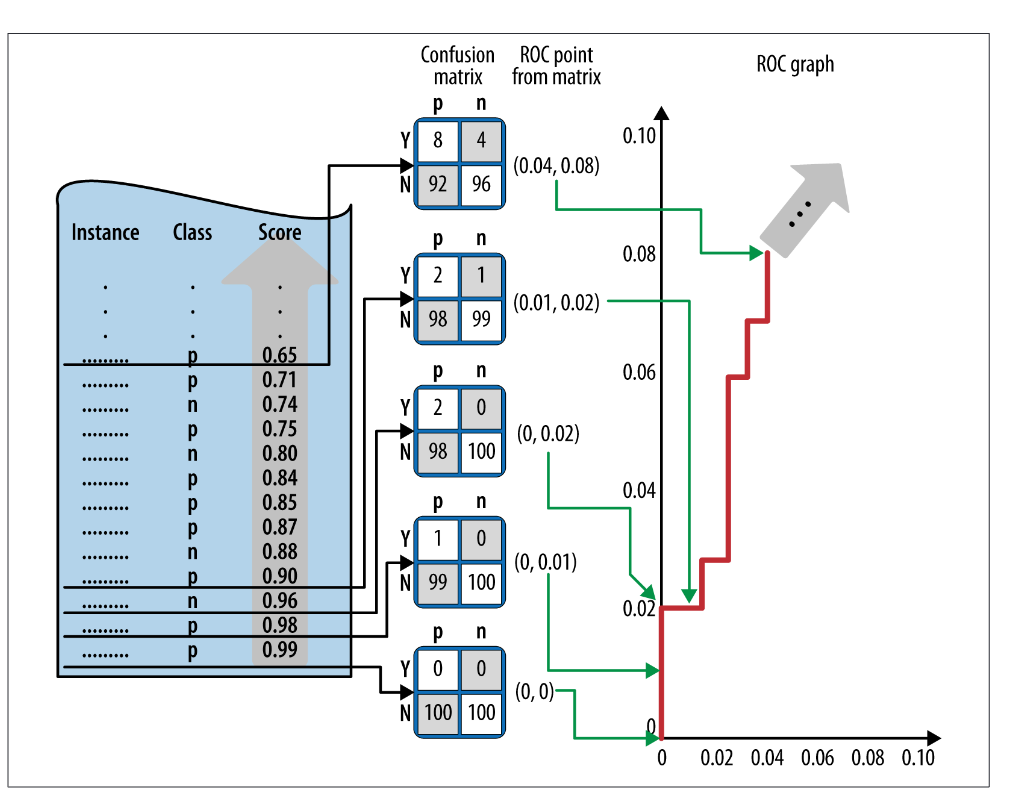 Confusion matrix
ROC point from matrix
ROC graph
p n
Y 8 4
N 92 96
(0.04, 0.08)
p n
Y 2 1
N 98 99
(0.01, 0.02)
p n
Y 2 0
N 98 100
(0, 0.02)
p n
Y 1 0
N 99 100
(0, 0.01)
p n
Y 0 0
N 100 100
(0, 0)
Instance Class Score
. . .
. . .
. . .
......... p 0.65
......... p 0.71
......... n 0.74
......... p 0.75
......... n 0.80
......... p 0.84
......... p 0.85
......... p 0.87
......... n 0.88
......... p 0.90
......... n 0.96
......... p 0.98
......... p 0.99
0.10
0.08
0.06
0.04
0.02
0
0 0.02 0.04 0.06 0.08 0.10
...